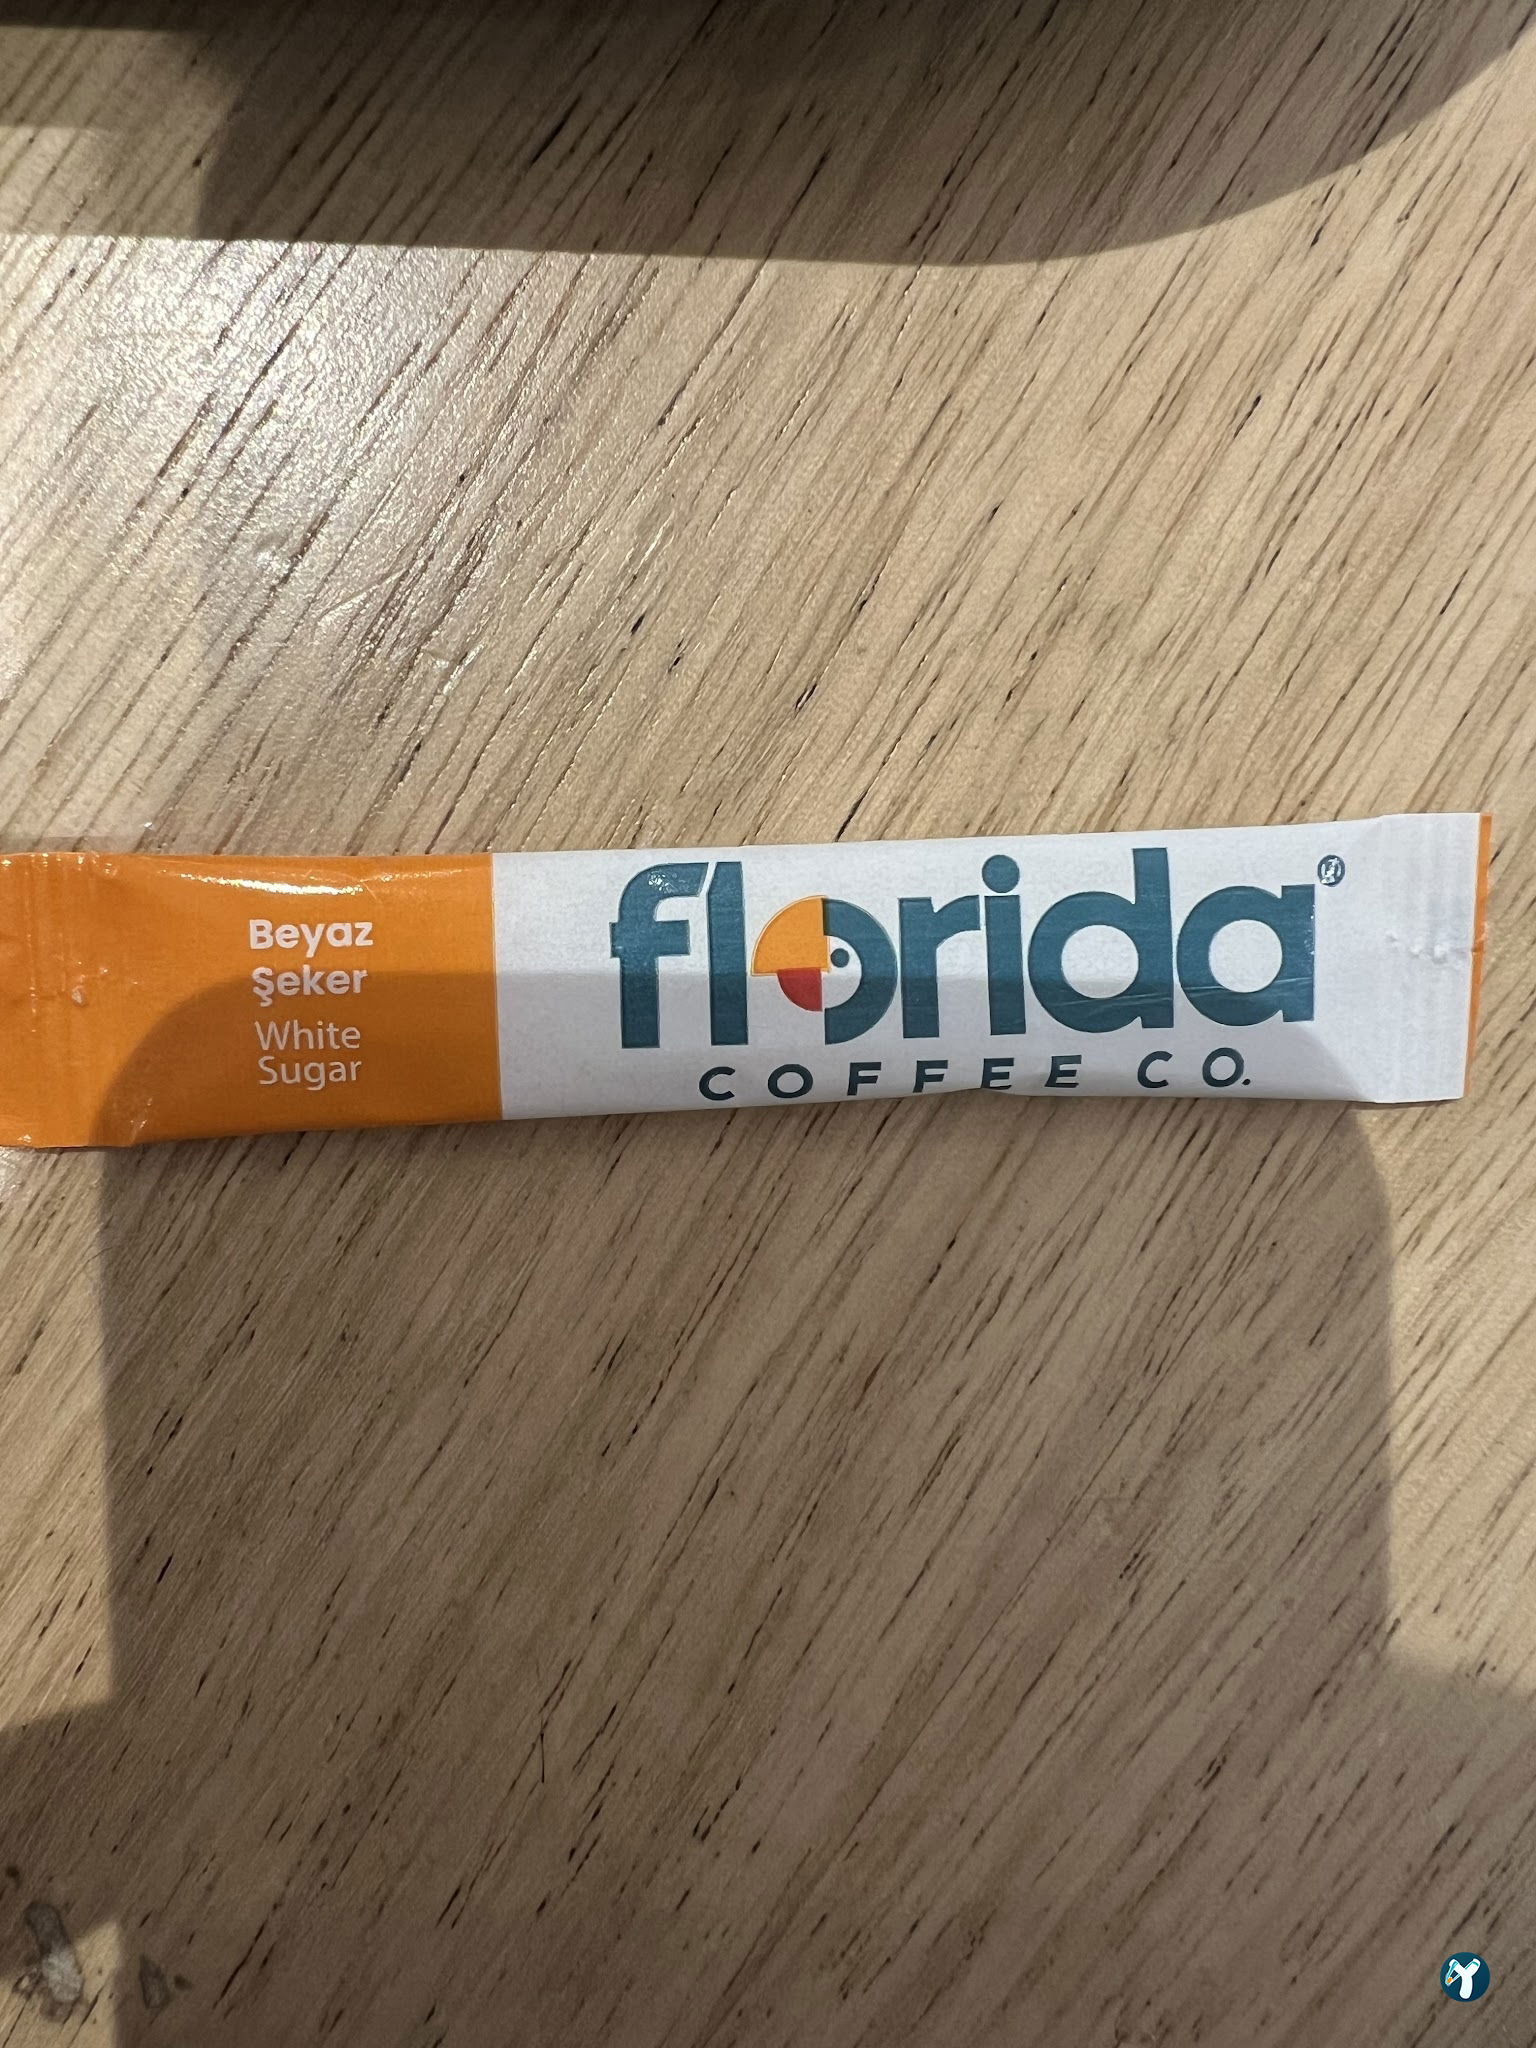 Beyaz
Şeker
White
Sugar
florida®
COFFEE CO.